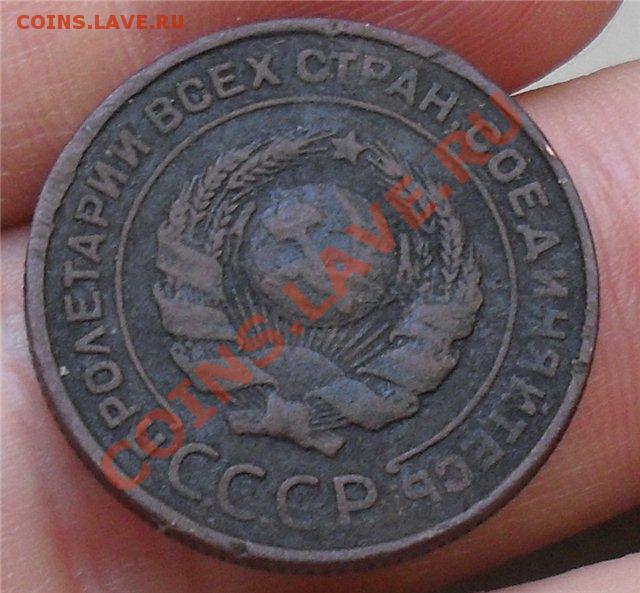 COINS.LAVE.RU
ПРОЛЕТАРИИ ВСЕХ СТРАН, СОЕДИНЯЙТЕСЬ
СССР
COINS.LAVE.RU